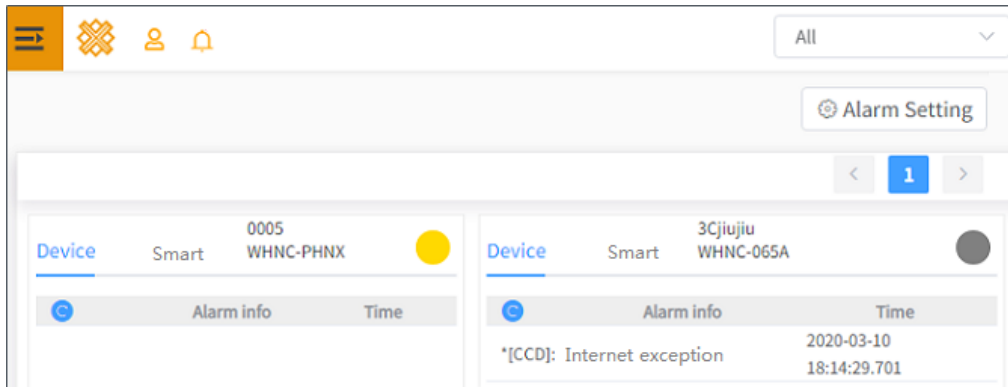 All
Alarm Setting
1
Device Smart 0005 WHNC-PHNX
C Alarm info Time
Device Smart 3Cjiujiu WHNC-065A
C Alarm info Time
*[CCD]: Internet exception 2020-03-10 18:14:29.701